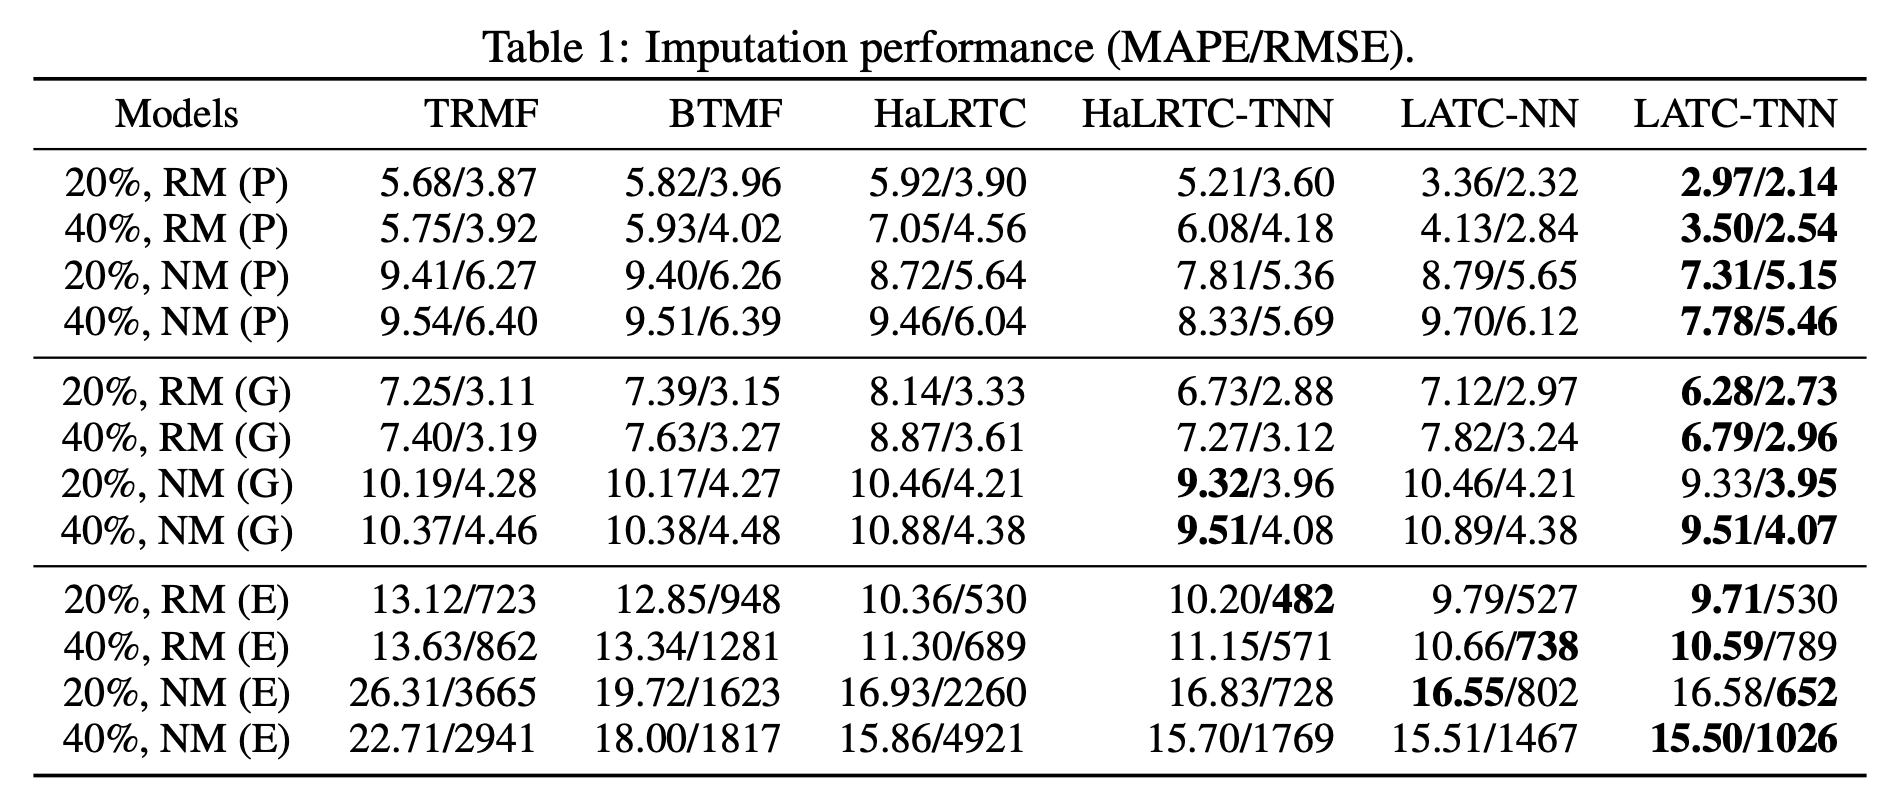 Table 1: Imputation performance (MAPE/RMSE).
Models TRMF BTMF HaLRTC HaLRTC-TNN LATC-NN LATC-TNN
20%, RM (P) 5.68/3.87 5.82/3.96 5.92/3.90 5.21/3.60 3.36/2.32 2.97/2.14
40%, RM (P) 5.75/3.92 5.93/4.02 7.05/4.56 6.08/4.18 4.13/2.84 3.50/2.54
20%, NM (P) 9.41/6.27 9.40/6.26 8.72/5.64 7.81/5.36 8.79/5.65 7.31/5.15
40%, NM (P) 9.54/6.40 9.51/6.39 9.46/6.04 8.33/5.69 9.70/6.12 7.78/5.46
20%, RM (G) 7.25/3.11 7.39/3.15 8.14/3.33 6.73/2.88 7.12/2.97 6.28/2.73
40%, RM (G) 7.40/3.19 7.63/3.27 8.87/3.61 7.27/3.12 7.82/3.24 6.79/2.96
20%, NM (G) 10.19/4.28 10.17/4.27 10.46/4.21 9.32/3.96 10.46/4.21 9.33/3.95
40%, NM (G) 10.37/4.46 10.38/4.48 10.88/4.38 9.51/4.08 10.89/4.38 9.51/4.07
20%, RM (E) 13.12/723 12.85/948 10.36/530 10.20/482 9.79/527 9.71/530
40%, RM (E) 13.63/862 13.34/1281 11.30/689 11.15/571 10.66/738 10.59/789
20%, NM (E) 26.31/3665 19.72/1623 16.93/2260 16.83/728 16.55/802 16.58/652
40%, NM (E) 22.71/2941 18.00/1817 15.86/4921 15.70/1769 15.51/1467 15.50/1026